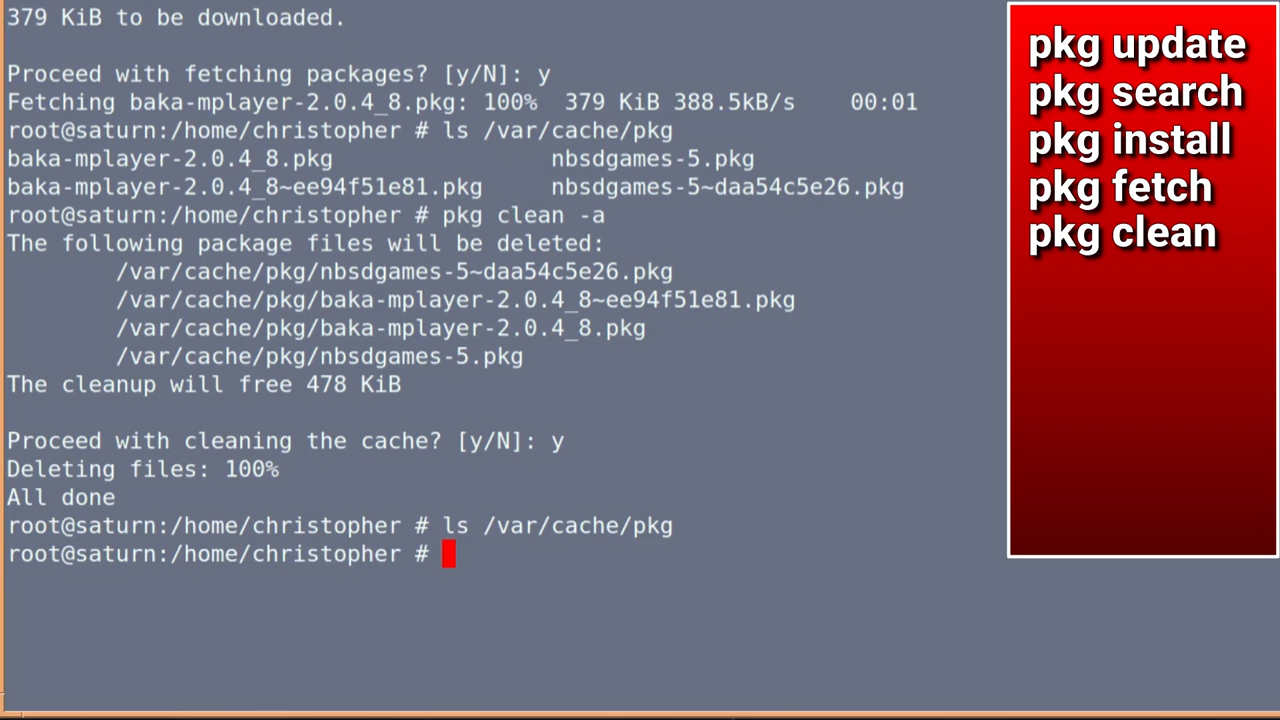 379 KiB to be downloaded.
Proceed with fetching packages? [y/N]: y
Fetching baka-mplayer-2.0.4_8.pkg: 100%  379 KiB 388.5kB/s    00:01
root@saturn:/home/christopher # ls /var/cache/pkg
baka-mplayer-2.0.4_8.pkg                nbsdgames-5.pkg
baka-mplayer-2.0.4_8~ee94f51e81.pkg     nbsdgames-5~daa54c5e26.pkg
root@saturn:/home/christopher # pkg clean -a
The following package files will be deleted:
        /var/cache/pkg/nbsdgames-5~daa54c5e26.pkg
        /var/cache/pkg/baka-mplayer-2.0.4_8~ee94f51e81.pkg
        /var/cache/pkg/baka-mplayer-2.0.4_8.pkg
        /var/cache/pkg/nbsdgames-5.pkg
The cleanup will free 478 KiB
Proceed with cleaning the cache? [y/N]: y
Deleting files: 100%
All done
root@saturn:/home/christopher # ls /var/cache/pkg
root@saturn:/home/christopher #
pkg update
pkg search
pkg install
pkg fetch
pkg clean